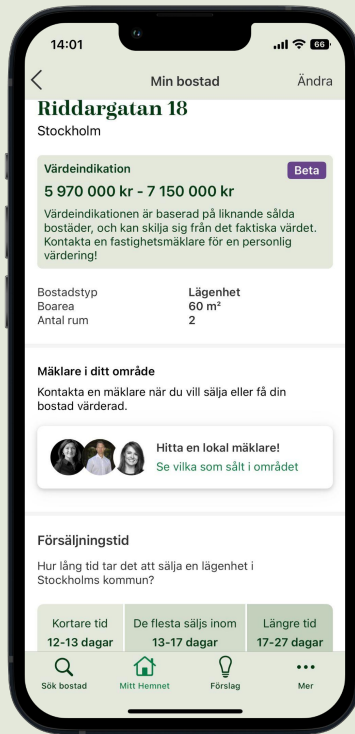 14:01
66
Min bostad
Ändra
Riddargatan 18
Stockholm
Värdeindikation
Beta
5 970 000 kr - 7 150 000 kr
Värdeindikationen är baserad på liknande sålda
bostäder, och kan skilja sig från det faktiska värdet.
Kontakta en fastighetsmäklare för en personlig
värdering!
Bostadstyp Lägenhet
Boarea 60 m²
Antal rum 2
Mäklare i ditt område
Kontakta en mäklare när du vill sälja eller få din
bostad värderad.
Hitta en lokal mäklare!
Se vilka som sålt i området
Försäljningstid
Hur lång tid tar det att sälja en lägenhet i
Stockholms kommun?
Kortare tid De flesta säljs inom Längre tid
12-13 dagar 13-17 dagar 17-27 dagar
Sök bostad Mitt Hemnet Förslag Mer